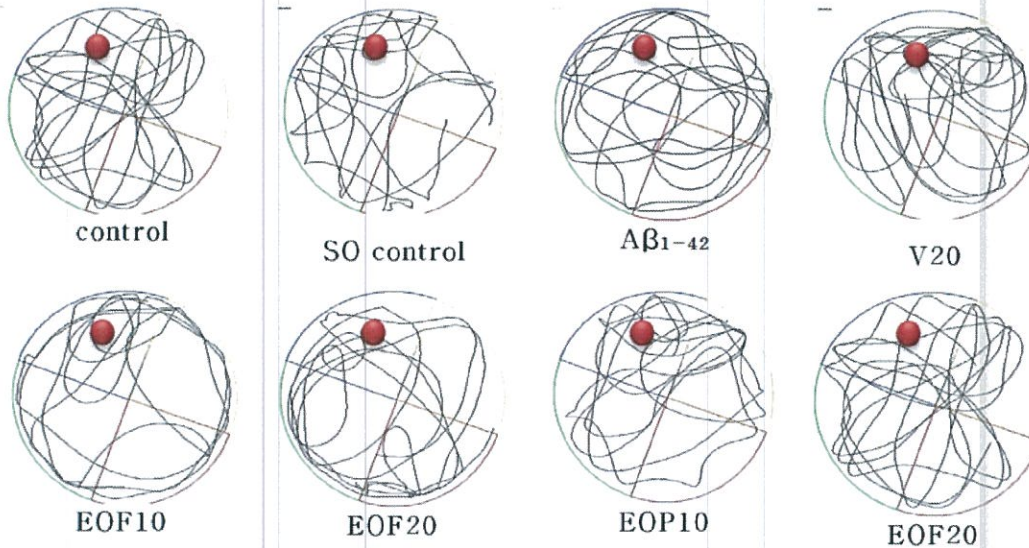 control
SO control
Aβ₁₋₄₂
V20
EOF10
EOF20
EOP10
EOF20